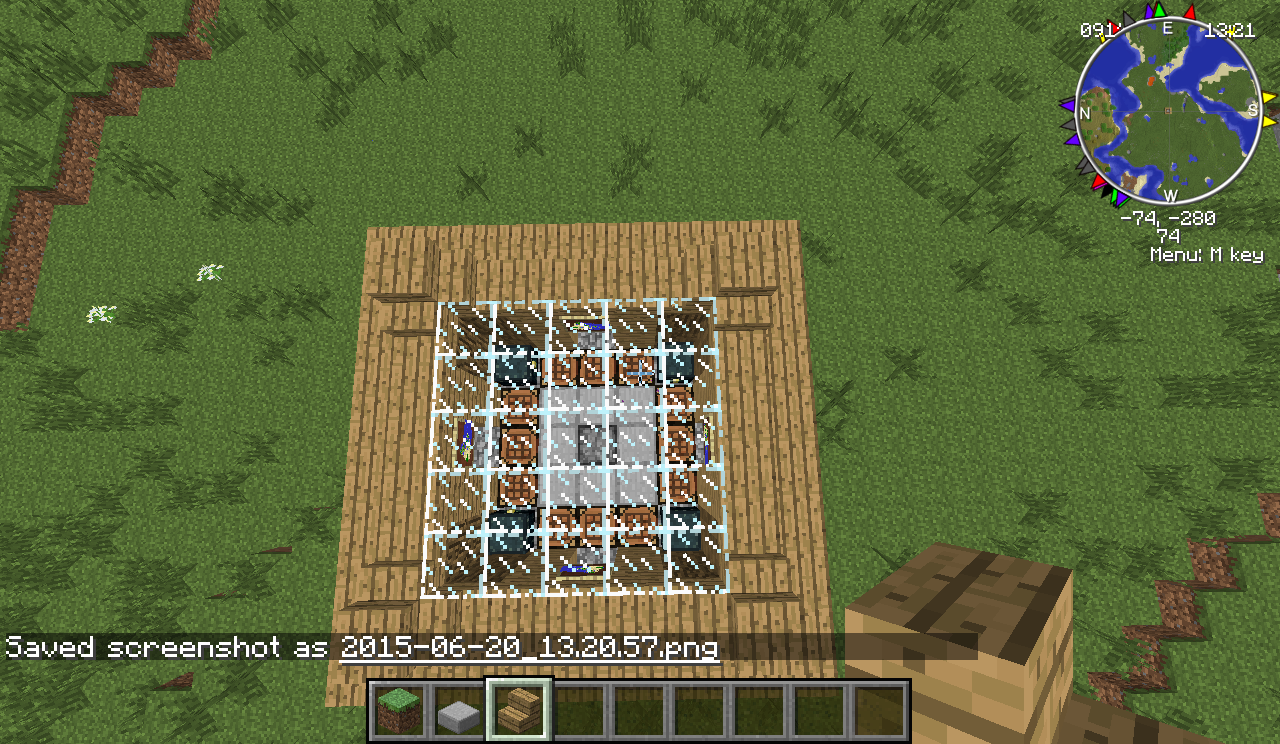 091° E 13:21
N
S
W
-74, -280
74
Menu: M key
Saved screenshot as 2015-06-20_13.20.57.png